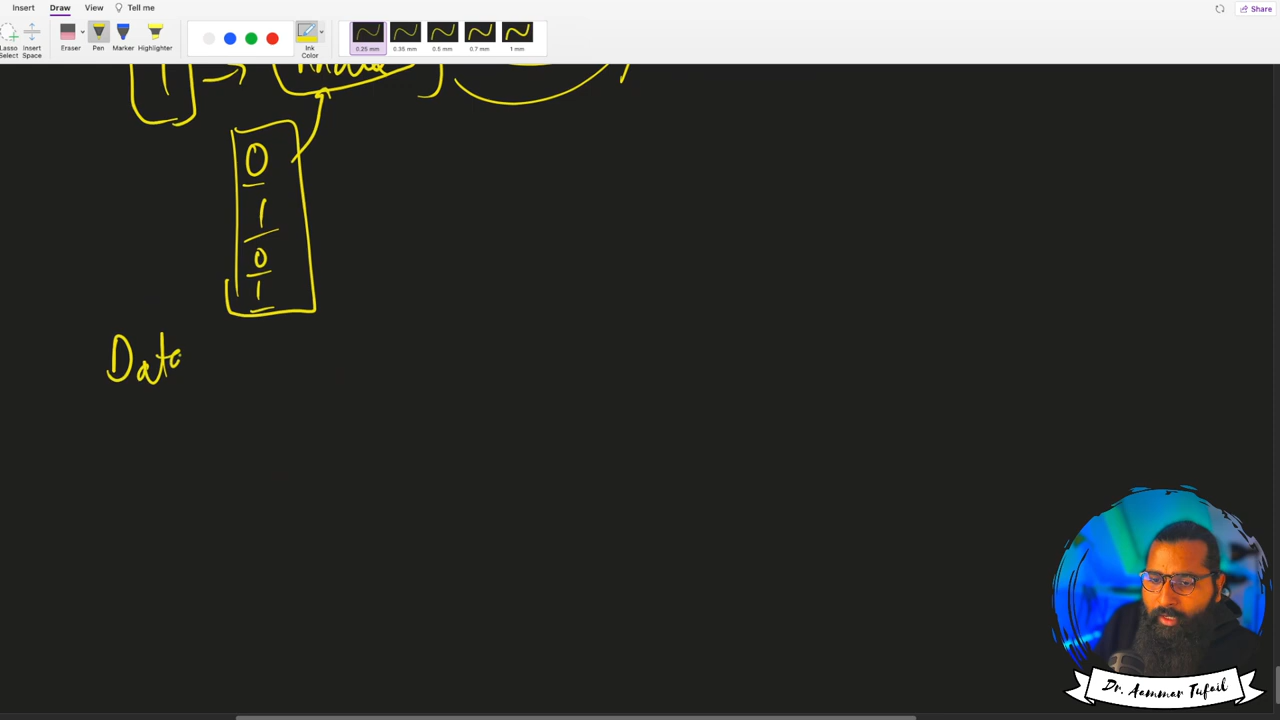 Insert Draw View Tell me Share
Lasso Select Insert Space Eraser Pen Marker Highlighter Ink Color 0.25 mm 0.35 mm 0.5 mm 0.7 mm 1 mm
1
0
1
0
1
Data
Dr. Aammar Tufail